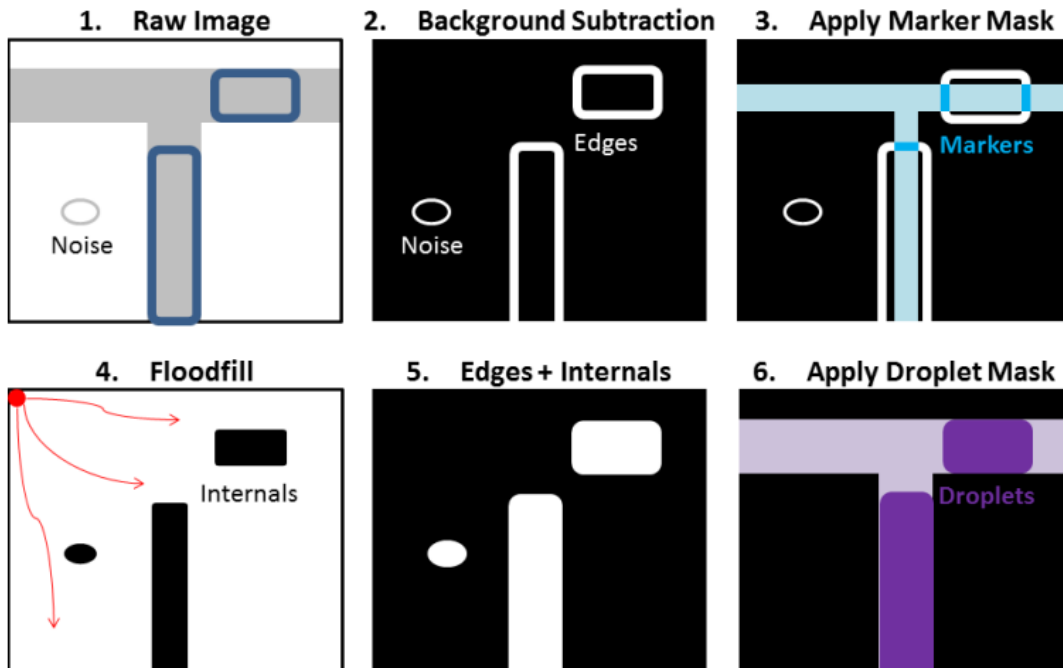 1. Raw Image
Noise
2. Background Subtraction
Edges
Noise
3. Apply Marker Mask
Markers
4. Floodfill
Internals
5. Edges + Internals
6. Apply Droplet Mask
Droplets